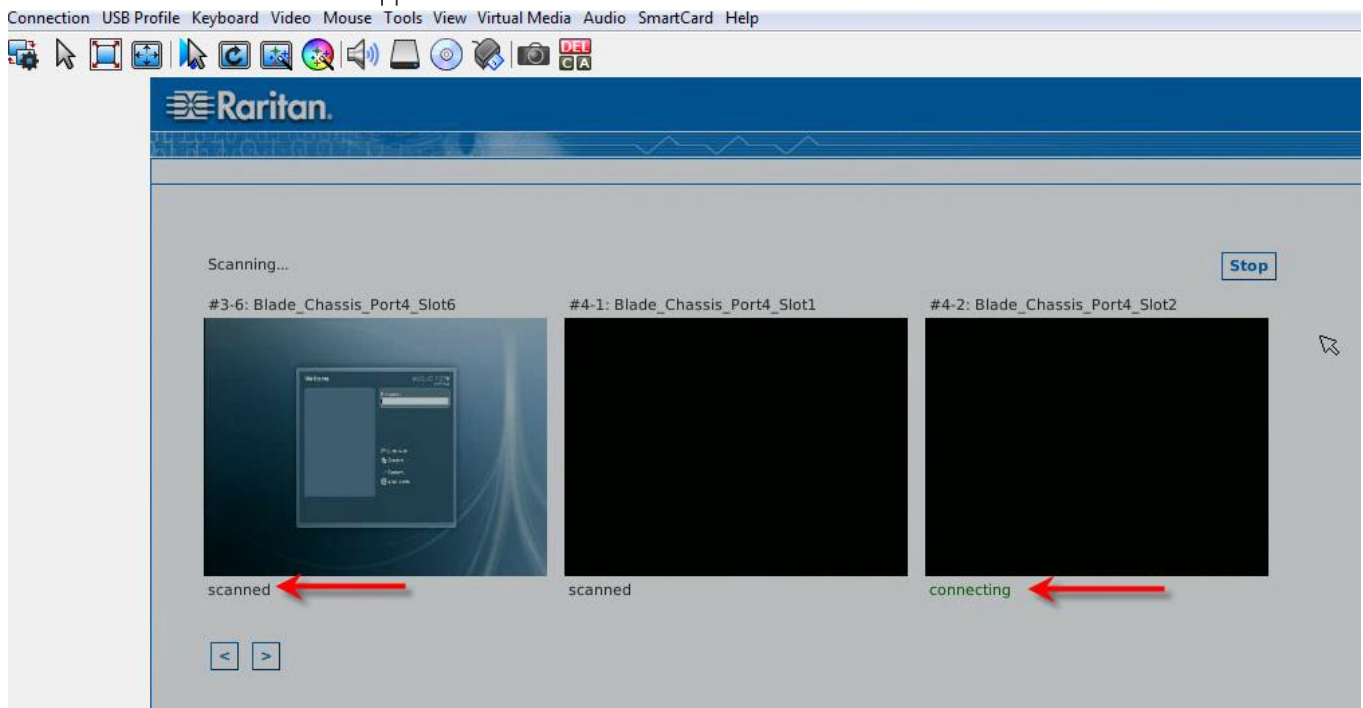 Connection USB Profile Keyboard Video Mouse Tools View Virtual Media Audio SmartCard Help
DEL
C A
Raritan.
Scanning...
Stop
#3-6: Blade_Chassis_Port4_Slot6
#4-1: Blade_Chassis_Port4_Slot1
#4-2: Blade_Chassis_Port4_Slot2
Welcome
scanned
scanned
connecting
< >